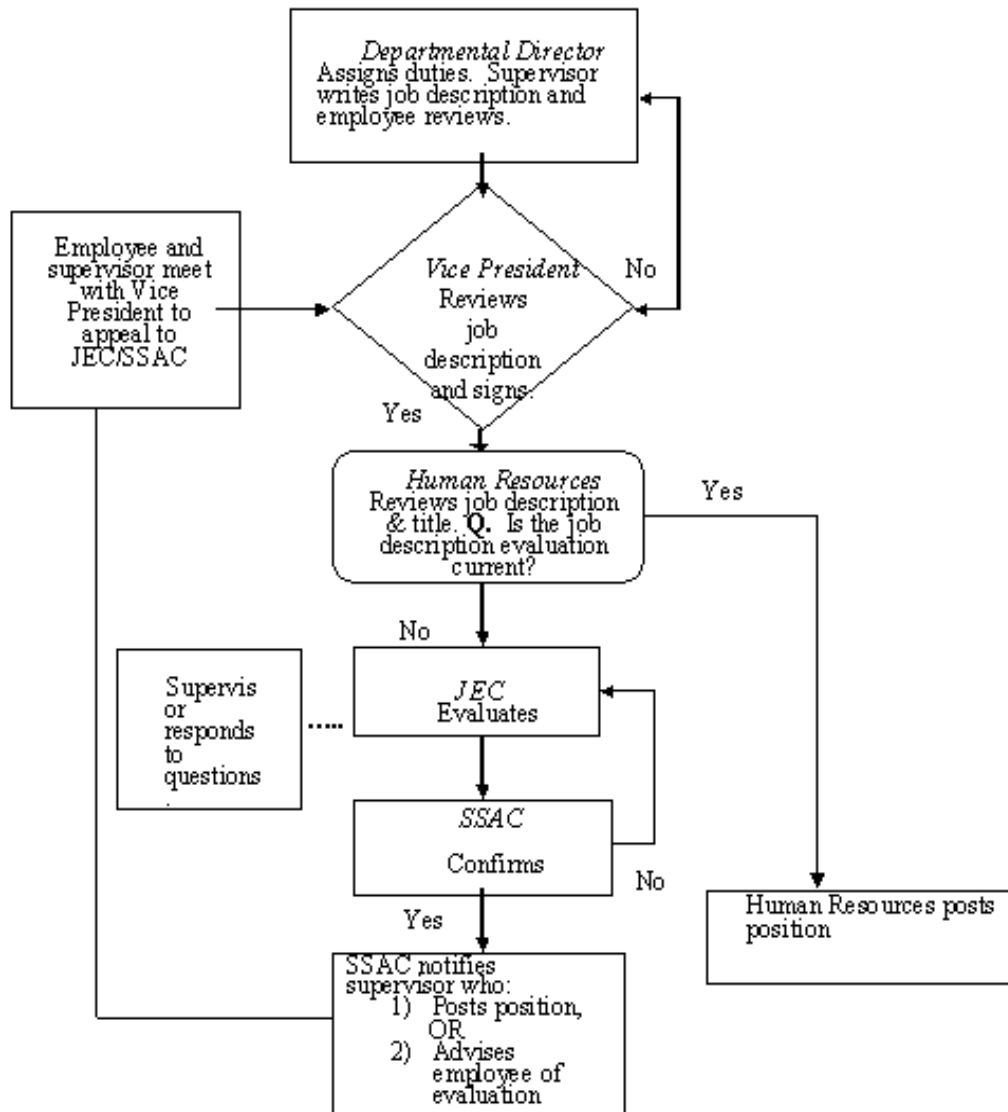 Departmental Director
Assigns duties. Supervisor
writes job description and
employee reviews.
Employee and
supervisor meet
with Vice
President to
appeal to
JEC/SSAC
Vice President
Reviews
job
description
and signs.
No
Yes
Human Resources
Reviews job description
& title. Q. Is the job
description evaluation
current?
Yes
No
Supervis
or
responds
to
questions
.
.....
JEC
Evaluates
SSAC
Confirms
No
Yes
Human Resources posts
position
SSAC notifies
supervisor who:
1) Posts position,
OR
2) Advises
employee of
evaluation